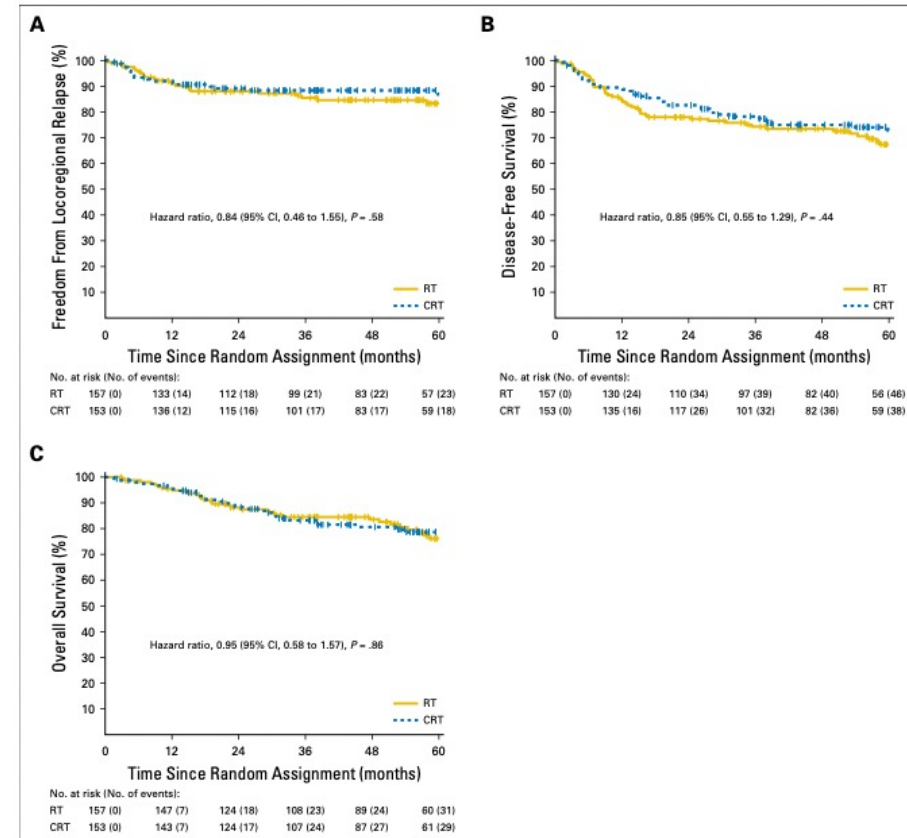 A
Freedom From Locoregional Relapse (%)
100
90
80
70
60
50
40
30
20
10
Hazard ratio, 0.84 (95% CI, 0.46 to 1.55), P = .58
RT
CRT
0 12 24 36 48 60
Time Since Random Assignment (months)
No. at risk (No. of events):
RT 157 (0) 133 (14) 112 (18) 99 (21) 83 (22) 57 (23)
CRT 153 (0) 136 (12) 115 (16) 101 (17) 83 (17) 59 (18)
B
Disease-Free Survival (%)
100
90
80
70
60
50
40
30
20
10
Hazard ratio, 0.85 (95% CI, 0.55 to 1.29), P = .44
RT
CRT
0 12 24 36 48 60
Time Since Random Assignment (months)
No. at risk (No. of events):
RT 157 (0) 130 (24) 110 (34) 97 (39) 82 (40) 56 (46)
CRT 153 (0) 135 (16) 117 (26) 101 (32) 82 (36) 59 (38)
C
Overall Survival (%)
100
90
80
70
60
50
40
30
20
10
Hazard ratio, 0.95 (95% CI, 0.58 to 1.57), P = .86
RT
CRT
0 12 24 36 48 60
Time Since Random Assignment (months)
No. at risk (No. of events):
RT 157 (0) 147 (7) 124 (18) 108 (23) 89 (24) 60 (31)
CRT 153 (0) 143 (7) 124 (17) 107 (24) 87 (27) 61 (29)